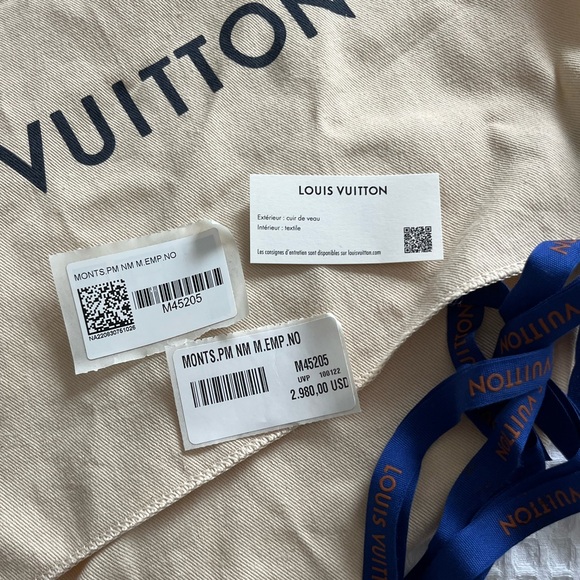 VUITTON
LOUIS VUITTON
Extérieur : cuir de veau
Intérieur : textile
Les consignes d'entretien sont disponibles sur louisvuitton.com
MONTS.PM NM M.EMP.NO
M45205
NA220830751026
MONTS.PM NM M.EMP.NO
M45205
UVP 100122
2.980,00 USD
VUITTON
VUITTON
LOUIS VUITT